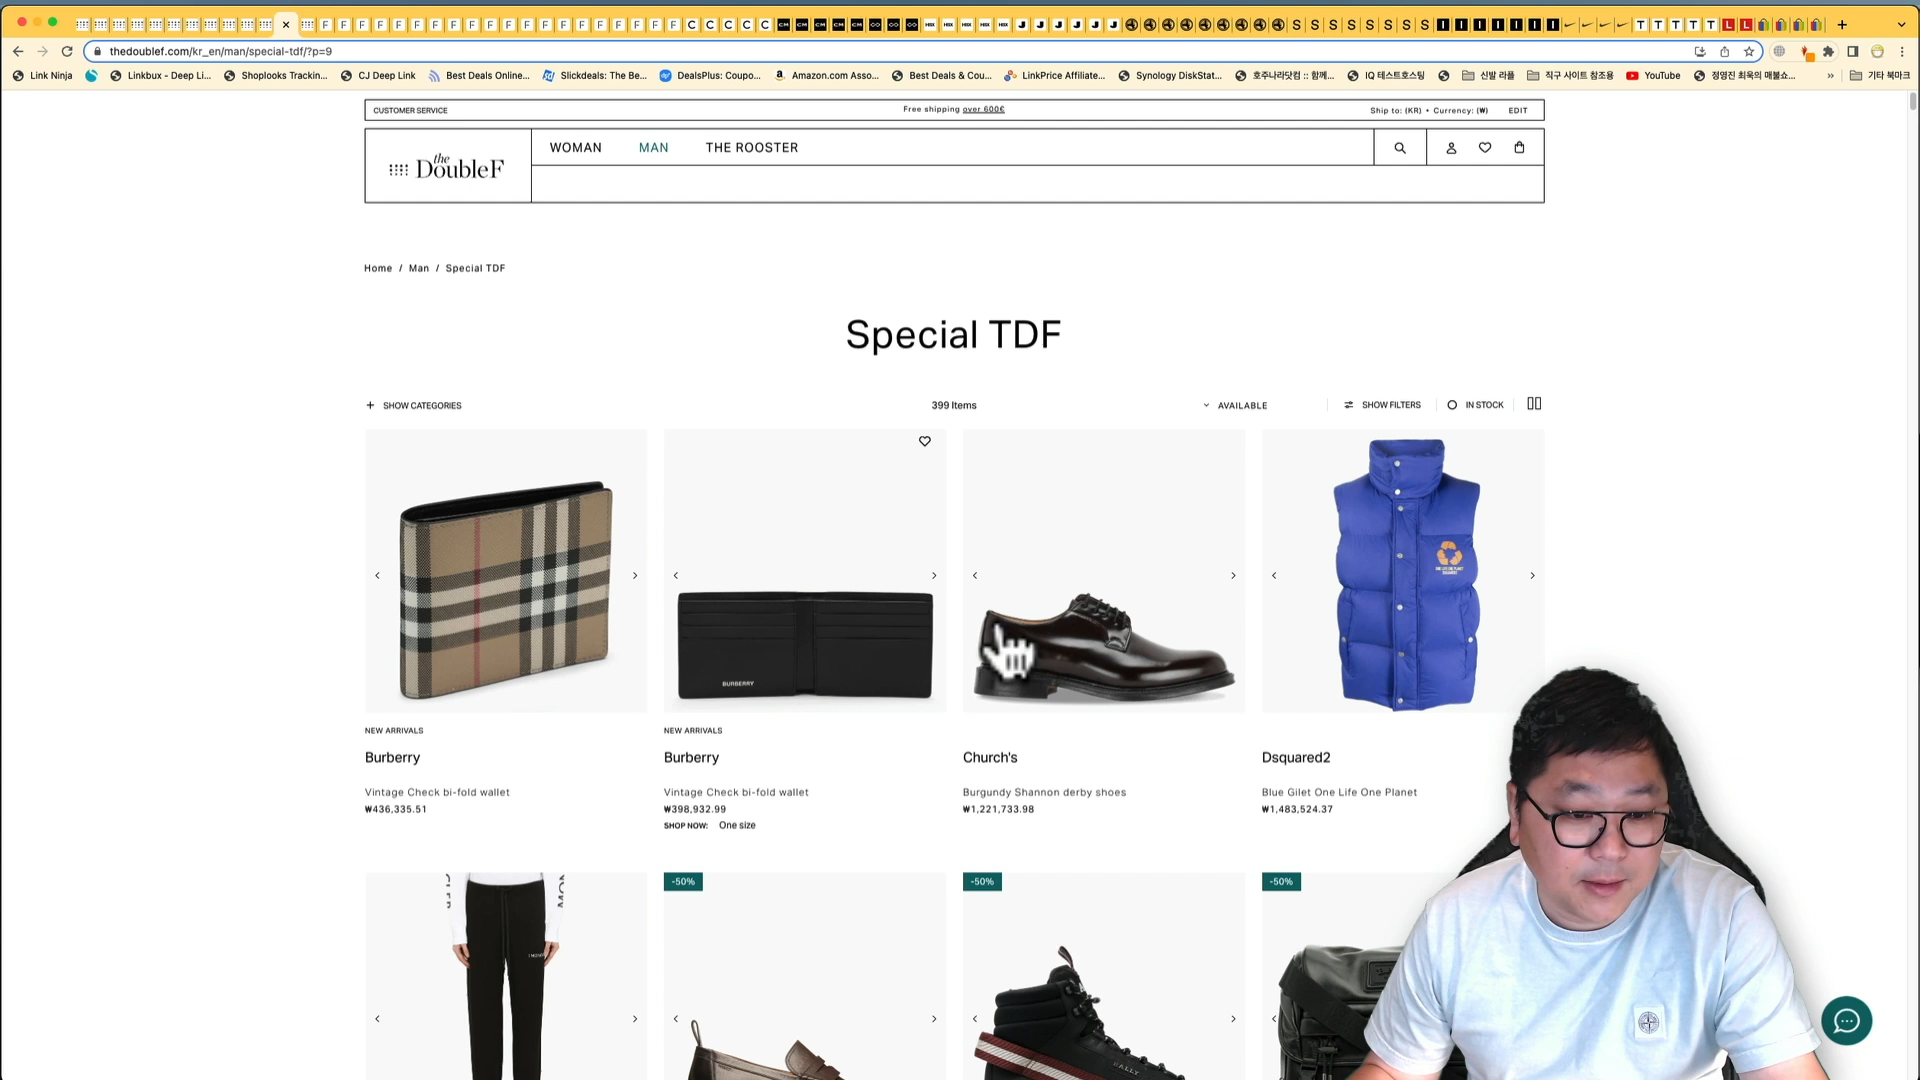 thedoublef.com/kr_en/man/special-tdf/?p=9
Link Ninja
Linkbux - Deep Li...
Shoplooks Trackin...
CJ Deep Link
Best Deals Online...
Slickdeals: The Be...
DealsPlus: Coupo...
Amazon.com Asso...
Best Deals & Cou...
LinkPrice Affiliate...
Synology DiskStat...
호주나라닷컴 :: 함께...
IQ 테스트호스팅
신발 라플
직구 사이트 참조용
YouTube
정영진 최욱의 매불쇼...
기타 북마크
CUSTOMER SERVICE
Free shipping over 600€
Ship to: (KR) • Currency: (₩)
EDIT
the
DoubleF
WOMAN
MAN
THE ROOSTER
Home / Man / Special TDF
Special TDF
+ SHOW CATEGORIES
399 Items
AVAILABLE
SHOW FILTERS
IN STOCK
BURBERRY
NEW ARRIVALS
Burberry
Vintage Check bi-fold wallet
₩436,335.51
NEW ARRIVALS
Burberry
Vintage Check bi-fold wallet
₩398,932.99
SHOP NOW: One size
Church's
Burgundy Shannon derby shoes
₩1,221,733.98
Dsquared2
Blue Gilet One Life One Planet
₩1,483,524.37
-50%
-50%
-50%
BALLY